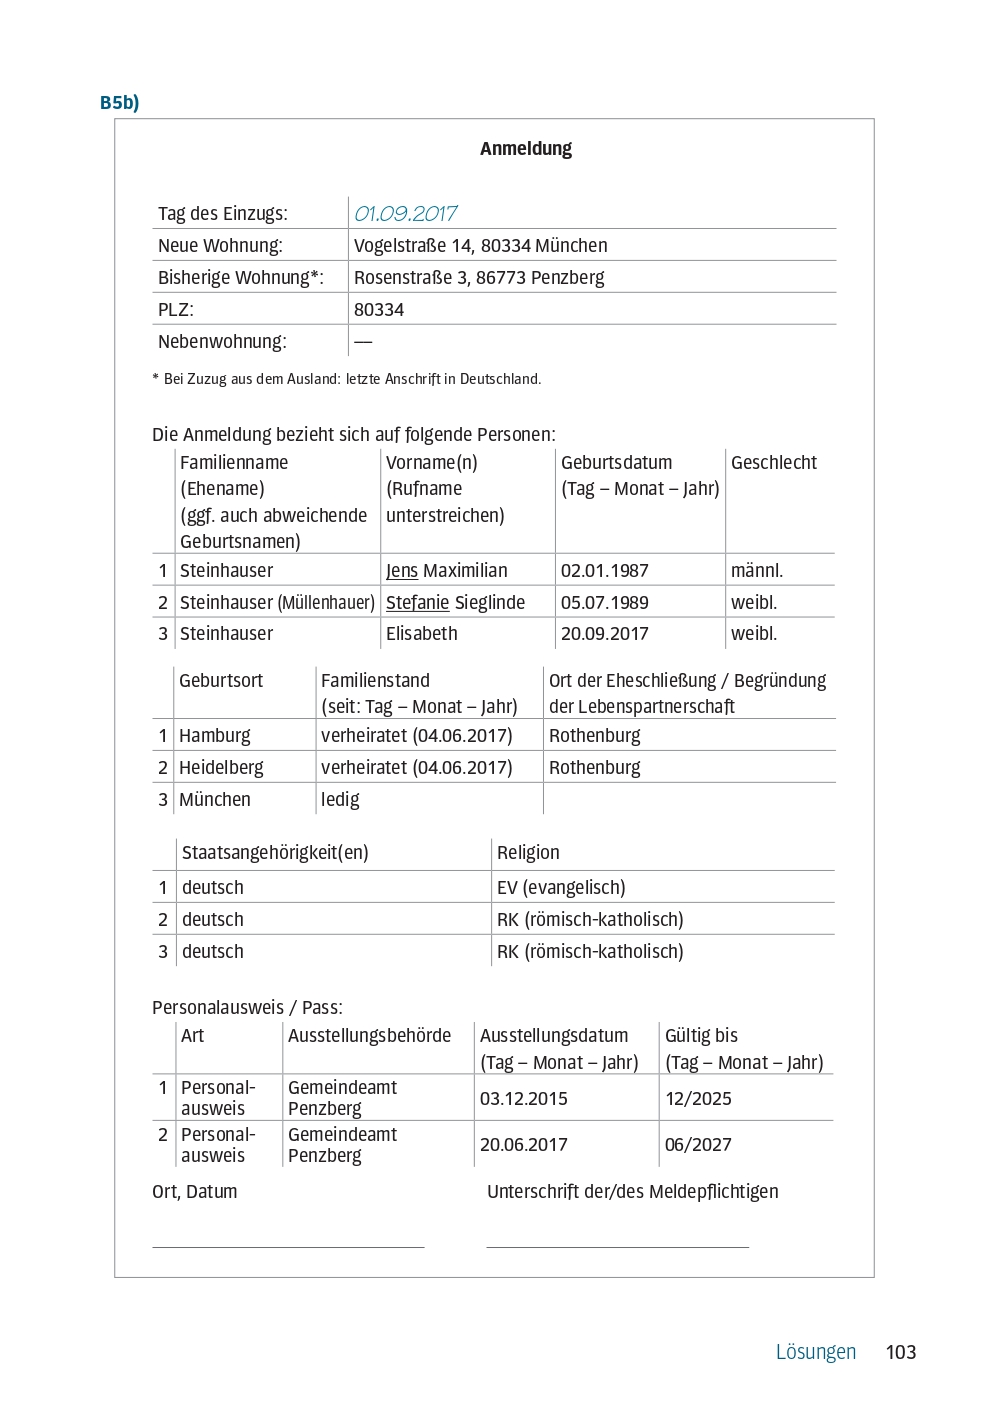 B5b)
Anmeldung
Tag des Einzugs: 01.09.2017
Neue Wohnung: Vogelstraße 14, 80334 München
Bisherige Wohnung*: Rosenstraße 3, 86773 Penzberg
PLZ: 80334
Nebenwohnung: —
* Bei Zuzug aus dem Ausland: letzte Anschrift in Deutschland.
Die Anmeldung bezieht sich auf folgende Personen:
Familienname Vorname(n) Geburtsdatum Geschlecht
(Ehename) (Rufname (Tag – Monat – Jahr)
(ggf. auch abweichende unterstreichen)
Geburtsnamen)
1 Steinhauser Jens Maximilian 02.01.1987 männl.
2 Steinhauser (Müllenhauer) Stefanie Sieglinde 05.07.1989 weibl.
3 Steinhauser Elisabeth 20.09.2017 weibl.
Geburtsort Familienstand Ort der Eheschließung / Begründung
(seit: Tag – Monat – Jahr) der Lebenspartnerschaft
1 Hamburg verheiratet (04.06.2017) Rothenburg
2 Heidelberg verheiratet (04.06.2017) Rothenburg
3 München ledig
Staatsangehörigkeit(en) Religion
1 deutsch EV (evangelisch)
2 deutsch RK (römisch-katholisch)
3 deutsch RK (römisch-katholisch)
Personalausweis / Pass:
Art Ausstellungsbehörde Ausstellungsdatum Gültig bis
(Tag – Monat – Jahr) (Tag – Monat – Jahr)
1 Personal- Gemeindeamt
ausweis Penzberg 03.12.2015 12/2025
2 Personal- Gemeindeamt
ausweis Penzberg 20.06.2017 06/2027
Ort, Datum Unterschrift der/des Meldepflichtigen
Lösungen 103